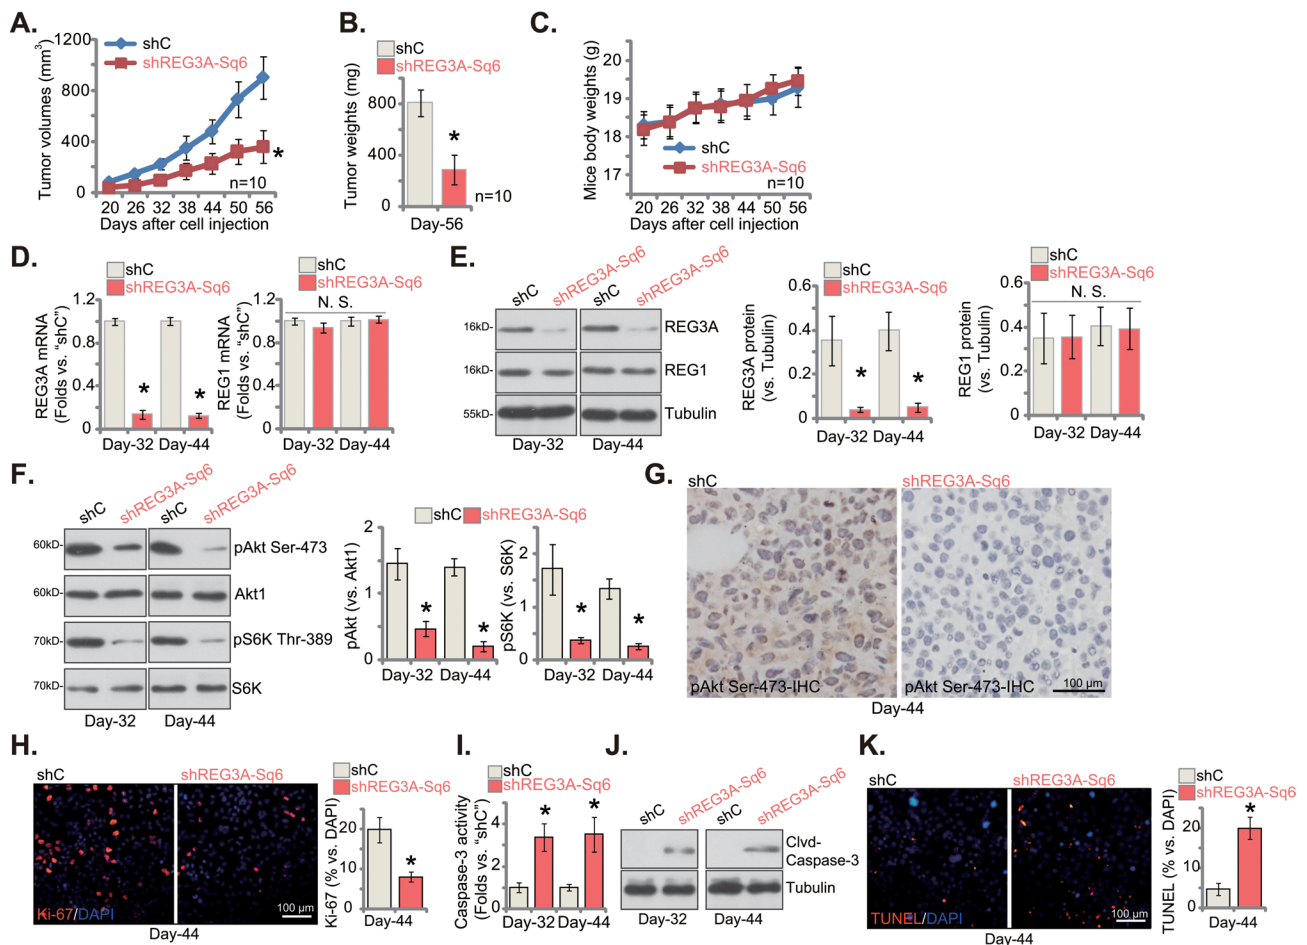 A.
Tumor volumes (mm3)
1200
800
400
0
shC
shREG3A-Sq6
*
n=10
20 26 32 38 44 50 56
Days after cell injection
B.
shC
shREG3A-Sq6
Tumor weights (mg)
800
400
0
*
n=10
Day-56
C.
Mice body weights (g)
20
19
18
17
shC
shREG3A-Sq6
n=10
20 26 32 38 44 50 56
Days after cell injection
D.
shC
shREG3A-Sq6
REG3A mRNA
(Folds vs. “shC”)
1.2
0.8
0.4
0
* *
Day-32 Day-44
shC
shREG3A-Sq6
REG1 mRNA
(Folds vs. “shC”)
1.2
0.8
0.4
0
N. S.
Day-32 Day-44
E.
shC shREG3A-Sq6 shC shREG3A-Sq6
16kD- REG3A
16kD- REG1
55kD- Tubulin
Day-32 Day-44
shC
shREG3A-Sq6
REG3A protein
(vs. Tubulin)
0.6
0.4
0.2
0
* *
Day-32 Day-44
shC
shREG3A-Sq6
REG1 protein
(vs. Tubulin)
0.6
0.4
0.2
0
N. S.
Day-32 Day-44
F.
shC shREG3A-Sq6 shC shREG3A-Sq6
60kD- pAkt Ser-473
60kD- Akt1
70kD- pS6K Thr-389
70kD- S6K
Day-32 Day-44
shC shREG3A-Sq6
pAkt (vs. Akt1)
2
1
0
* *
Day-32 Day-44
pS6K (vs. S6K)
2
1
0
* *
Day-32 Day-44
G.
shC shREG3A-Sq6
pAkt Ser-473-IHC pAkt Ser-473-IHC
100 µm
Day-44
H.
shC shREG3A-Sq6
Ki-67/DAPI
100 µm
Day-44
shC
shREG3A-Sq6
Ki-67 (% vs. DAPI)
20
10
0
*
Day-44
I.
shC
shREG3A-Sq6
Caspase-3 activity
(Folds vs. “shC”)
5
4
3
2
1
0
* *
Day-32 Day-44
J.
shC shREG3A-Sq6 shC shREG3A-Sq6
Clvd-
Caspase-3
Tubulin
Day-32 Day-44
K.
shC shREG3A-Sq6
TUNEL/DAPI
100 µm
Day-44
shC
shREG3A-Sq6
TUNEL (% vs. DAPI)
20
10
0
*
Day-44